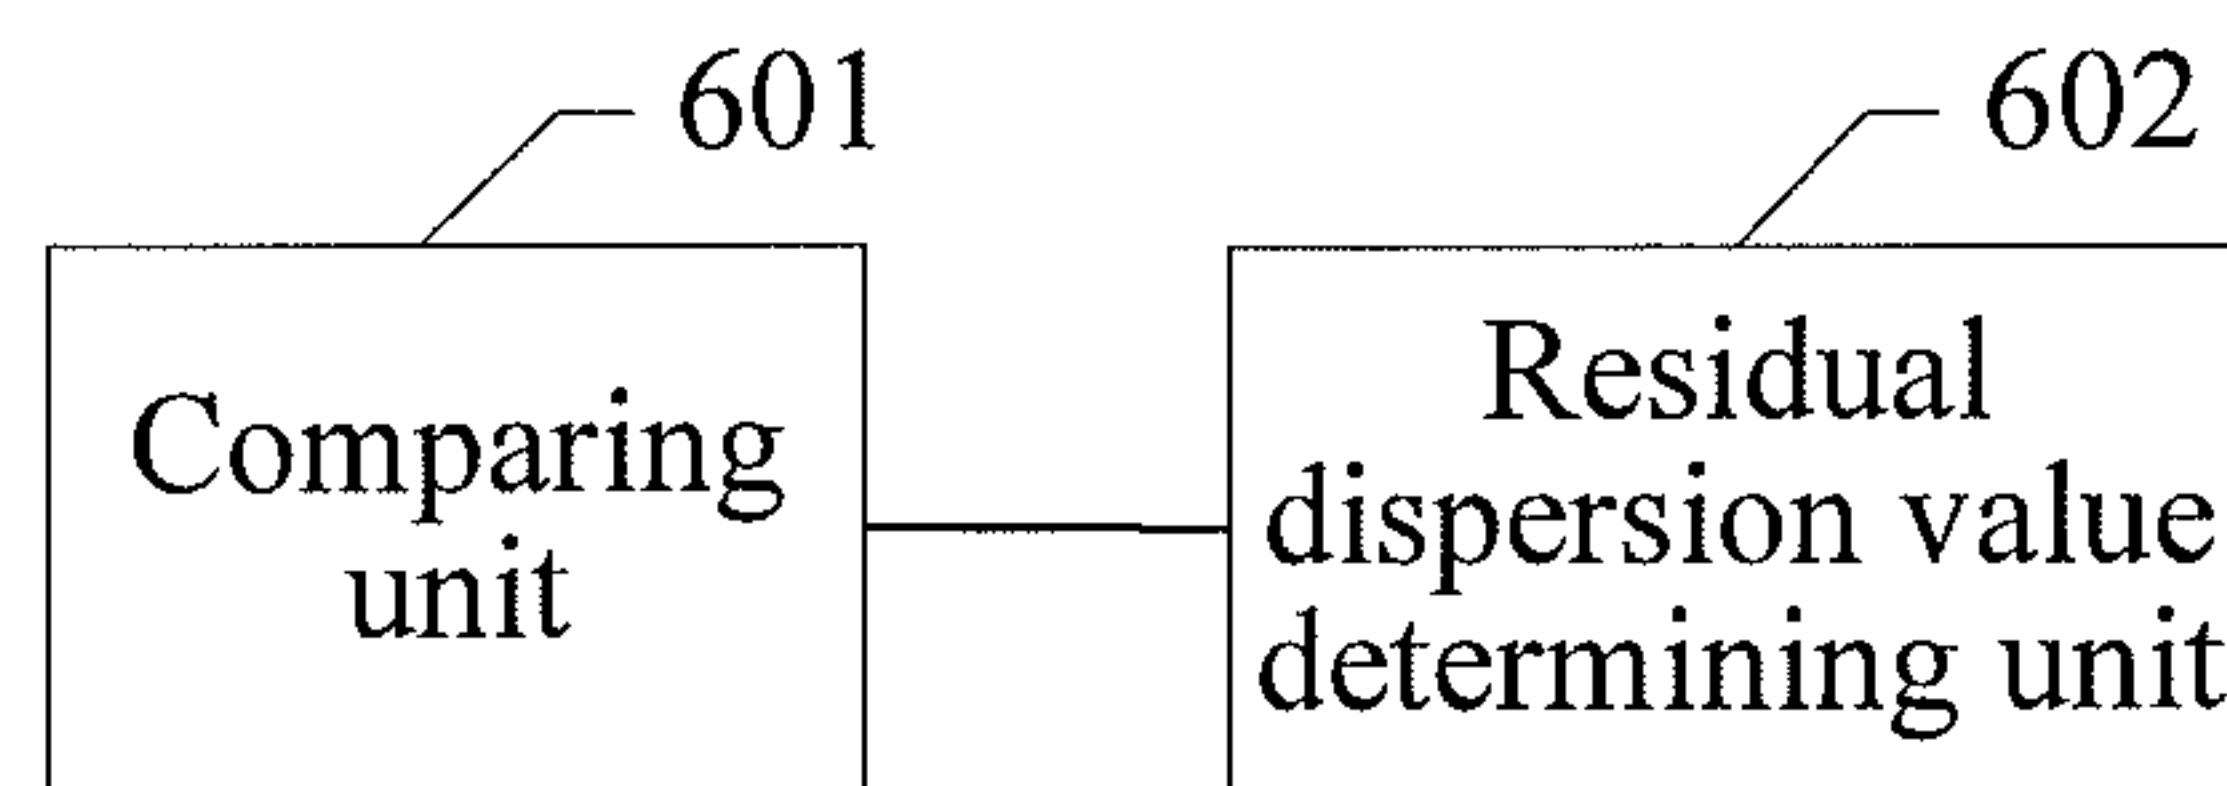 601
602
Comparing
unit
Residual
dispersion value
determining unit